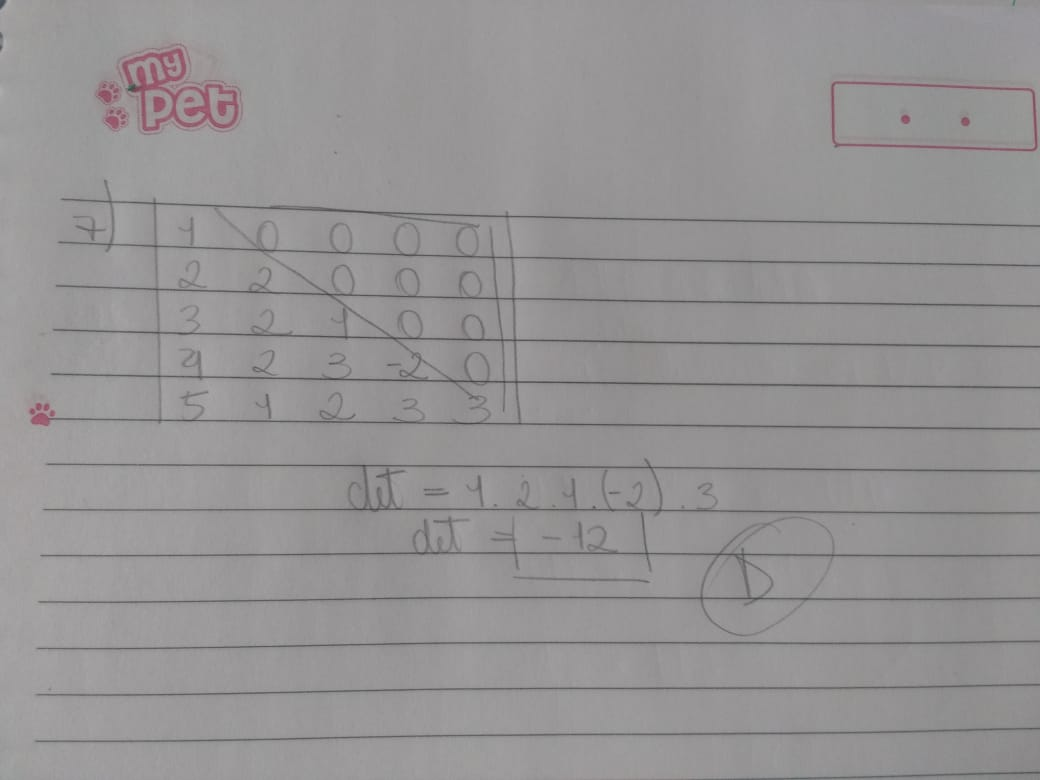 my
pet
7) 1 0 0 0 0
2 2 0 0 0
3 2 1 0 0
4 2 3 -2 0
5 1 2 3 3
det = 1. 2. 1. (-2). 3
det = -12
D